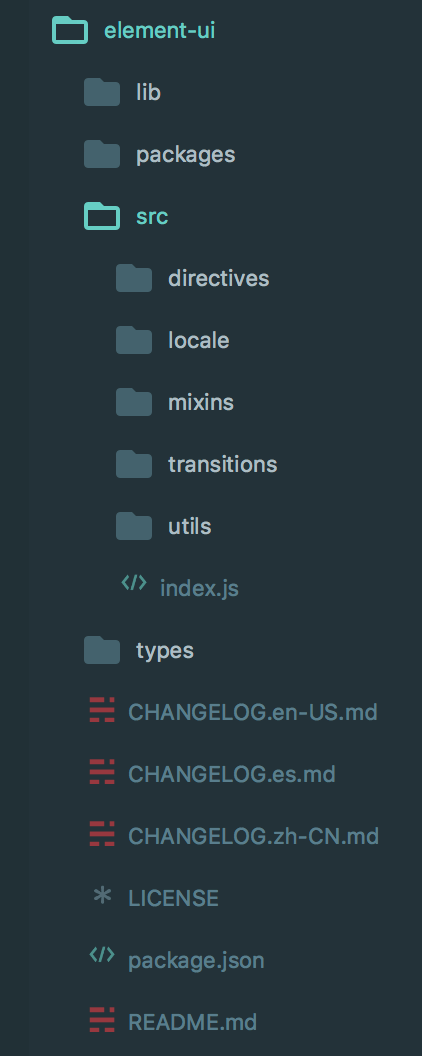 element-ui
lib
packages
src
directives
locale
mixins
transitions
utils
index.js
types
CHANGELOG.en-US.md
CHANGELOG.es.md
CHANGELOG.zh-CN.md
LICENSE
package.json
README.md